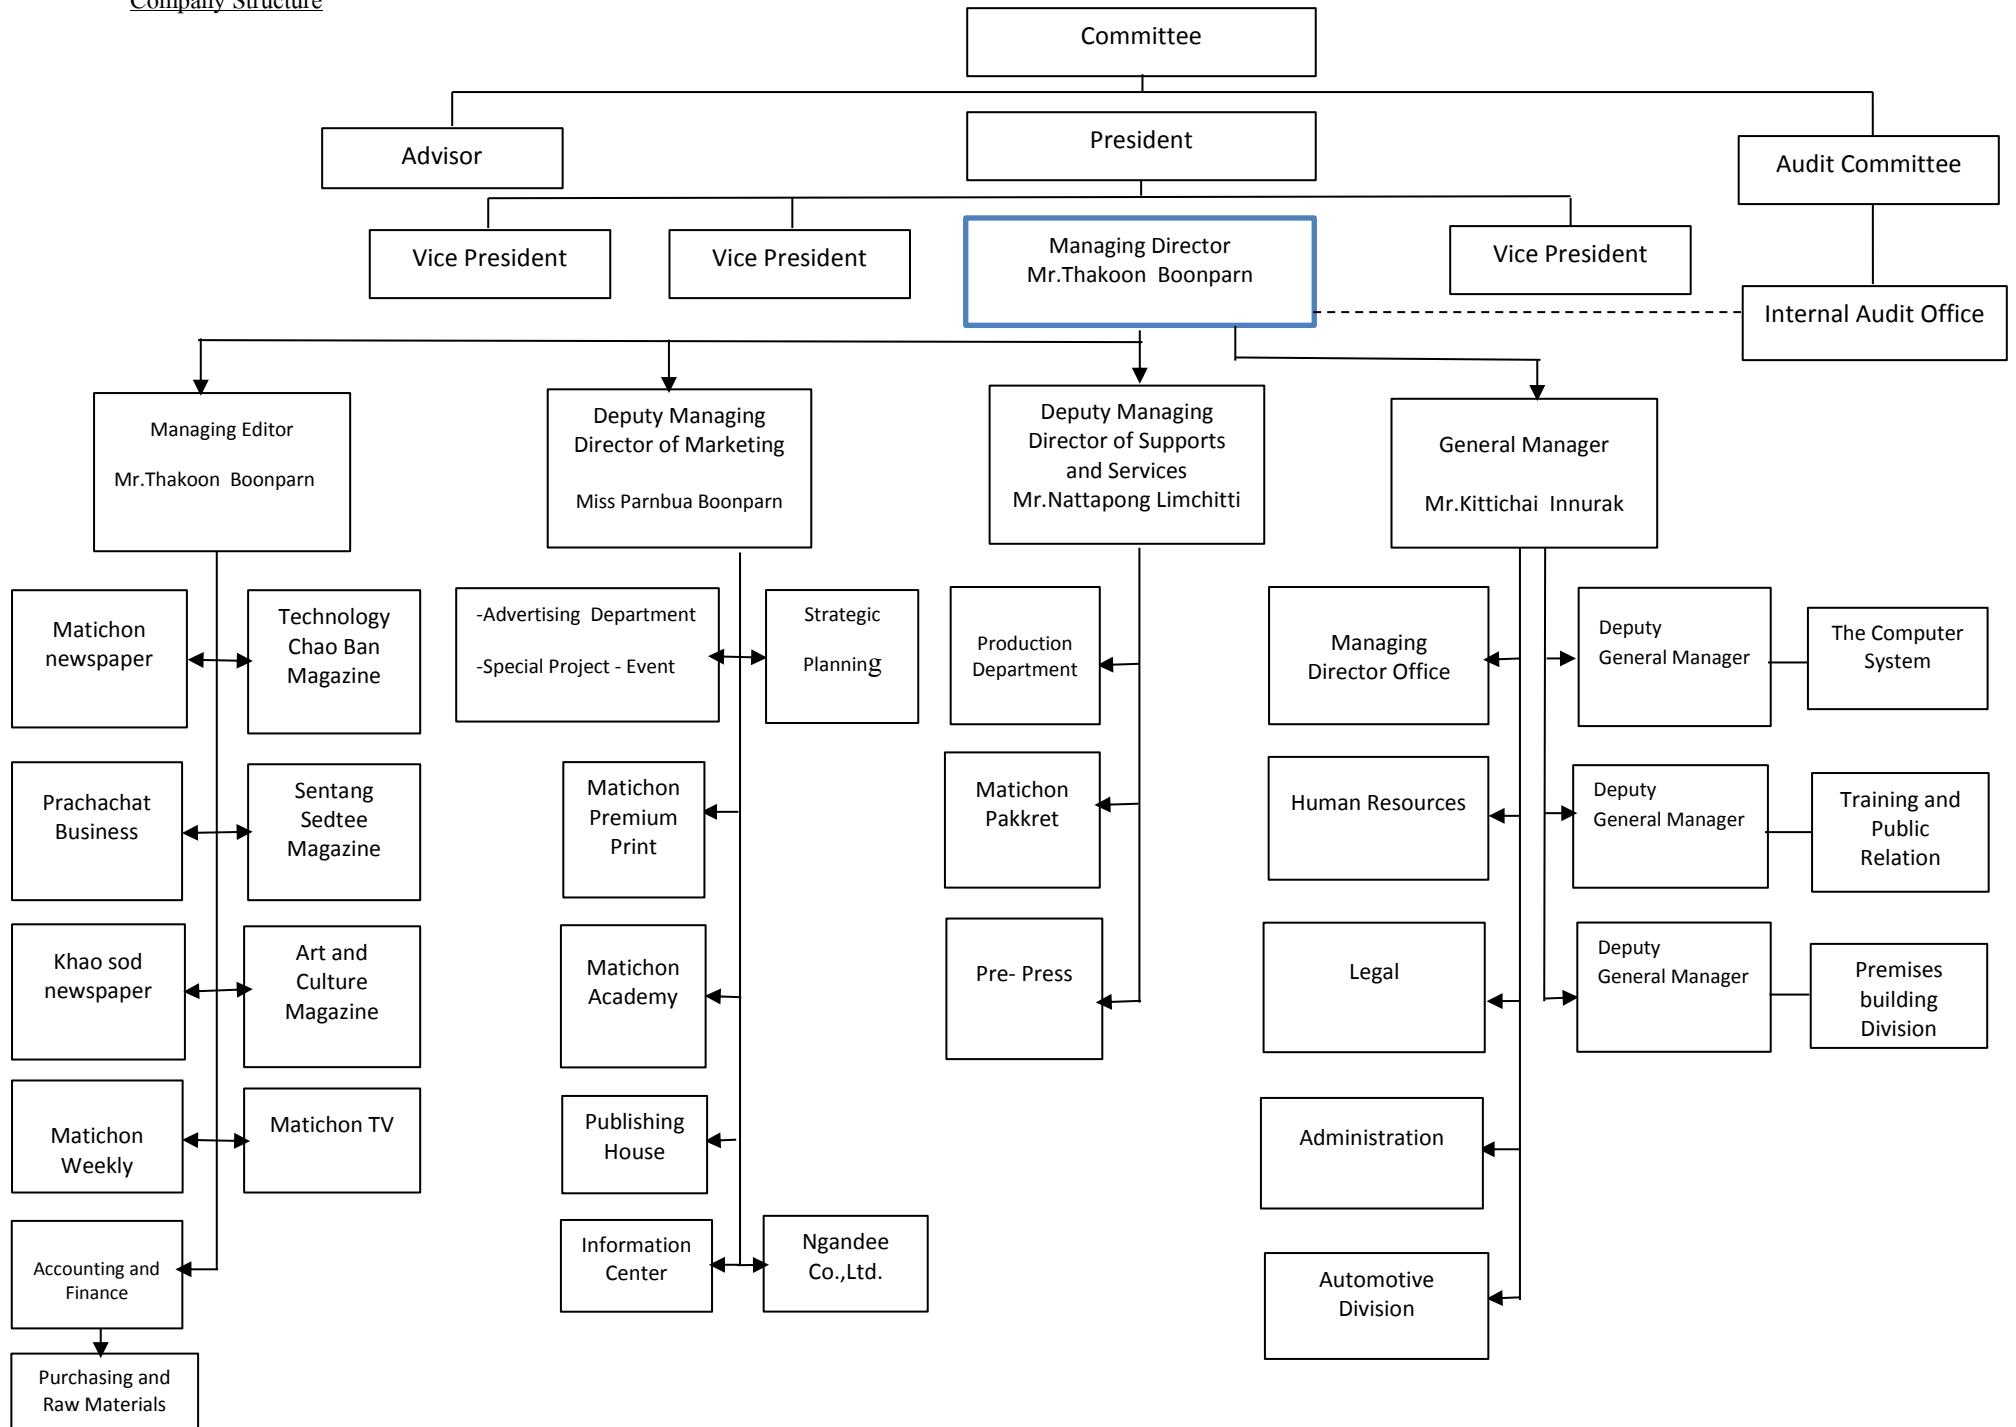 Company Structure
Committee
Advisor
President
Audit Committee
Vice President
Vice President
Managing Director
Mr.Thakoon Boonparn
Vice President
Internal Audit Office
Managing Editor
Mr.Thakoon Boonparn
Deputy Managing
Director of Marketing
Miss Parnbua Boonparn
Deputy Managing
Director of Supports
and Services
Mr.Nattapong Limchitti
General Manager
Mr.Kittichai Innurak
Matichon
newspaper
Technology
Chao Ban
Magazine
-Advertising Department
-Special Project - Event
Strategic
Planning
Production
Department
Managing
Director Office
Deputy
General Manager
The Computer
System
Prachachat
Business
Sentang
Sedtee
Magazine
Matichon
Premium
Print
Matichon
Pakkret
Human Resources
Deputy
General Manager
Training and
Public
Relation
Khao sod
newspaper
Art and
Culture
Magazine
Matichon
Academy
Pre- Press
Legal
Deputy
General Manager
Premises
building
Division
Matichon
Weekly
Matichon TV
Publishing
House
Administration
Accounting and
Finance
Information
Center
Ngandee
Co.,Ltd.
Automotive
Division
Purchasing and
Raw Materials